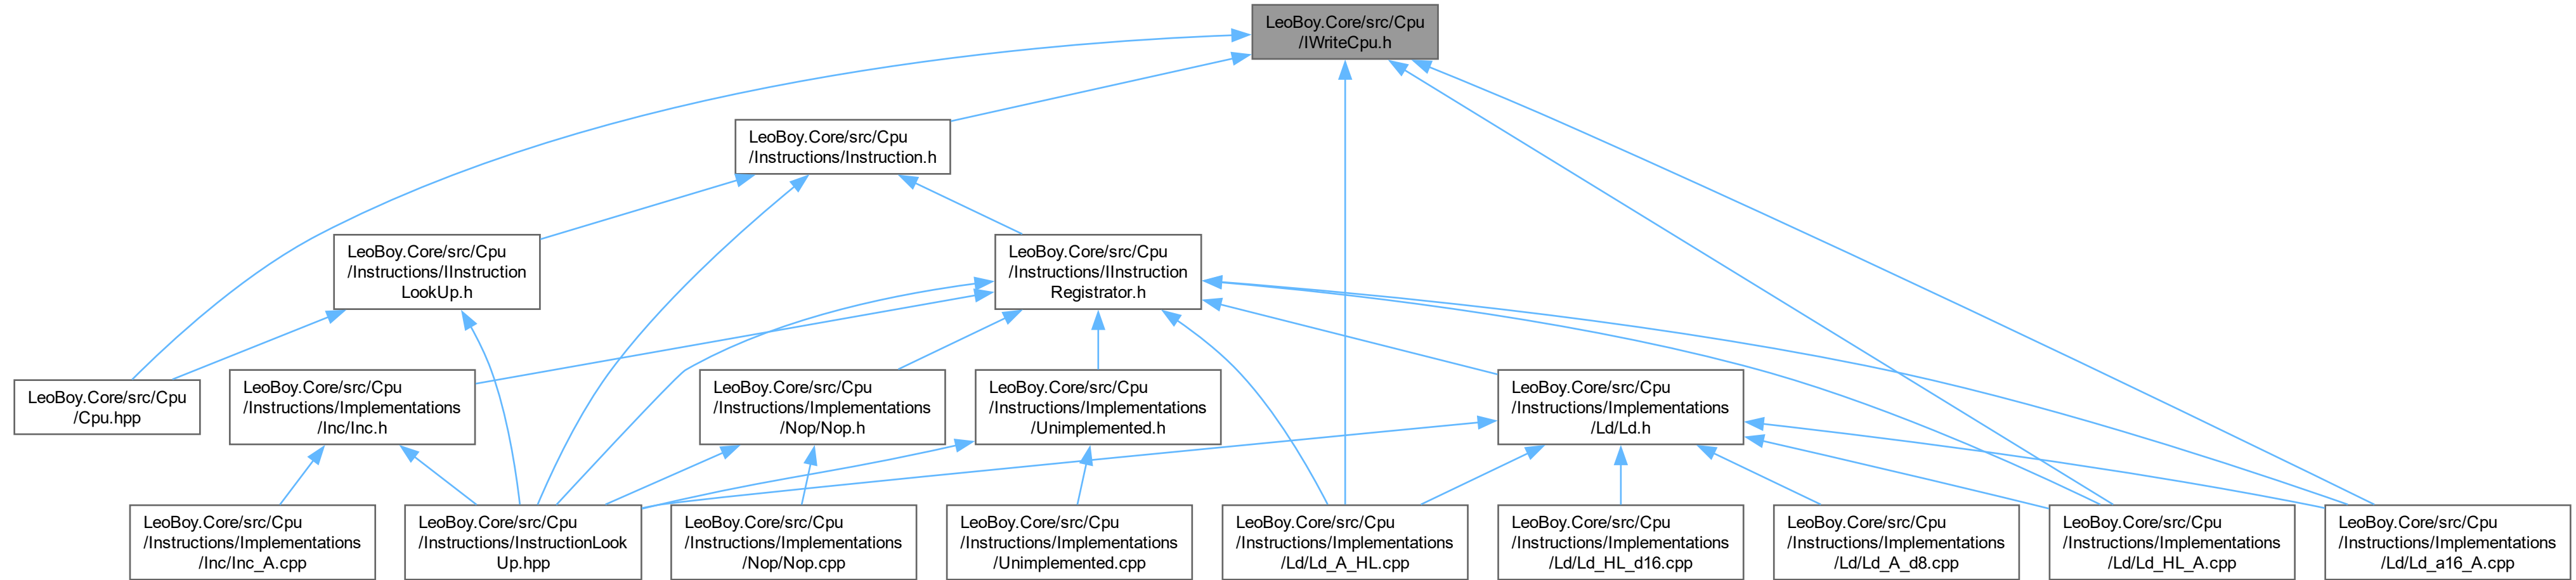 LeoBoy.Core/src/Cpu
/IWriteCpu.h
LeoBoy.Core/src/Cpu
/Instructions/Instruction.h
LeoBoy.Core/src/Cpu
/Instructions/IInstruction
LookUp.h
LeoBoy.Core/src/Cpu
/Instructions/IInstruction
Registrator.h
LeoBoy.Core/src/Cpu
/Cpu.hpp
LeoBoy.Core/src/Cpu
/Instructions/Implementations
/Inc/Inc.h
LeoBoy.Core/src/Cpu
/Instructions/Implementations
/Nop/Nop.h
LeoBoy.Core/src/Cpu
/Instructions/Implementations
/Unimplemented.h
LeoBoy.Core/src/Cpu
/Instructions/Implementations
/Ld/Ld.h
LeoBoy.Core/src/Cpu
/Instructions/Implementations
/Inc/Inc_A.cpp
LeoBoy.Core/src/Cpu
/Instructions/InstructionLook
Up.hpp
LeoBoy.Core/src/Cpu
/Instructions/Implementations
/Nop/Nop.cpp
LeoBoy.Core/src/Cpu
/Instructions/Implementations
/Unimplemented.cpp
LeoBoy.Core/src/Cpu
/Instructions/Implementations
/Ld/Ld_A_HL.cpp
LeoBoy.Core/src/Cpu
/Instructions/Implementations
/Ld/Ld_HL_d16.cpp
LeoBoy.Core/src/Cpu
/Instructions/Implementations
/Ld/Ld_A_d8.cpp
LeoBoy.Core/src/Cpu
/Instructions/Implementations
/Ld/Ld_HL_A.cpp
LeoBoy.Core/src/Cpu
/Instructions/Implementations
/Ld/Ld_a16_A.cpp